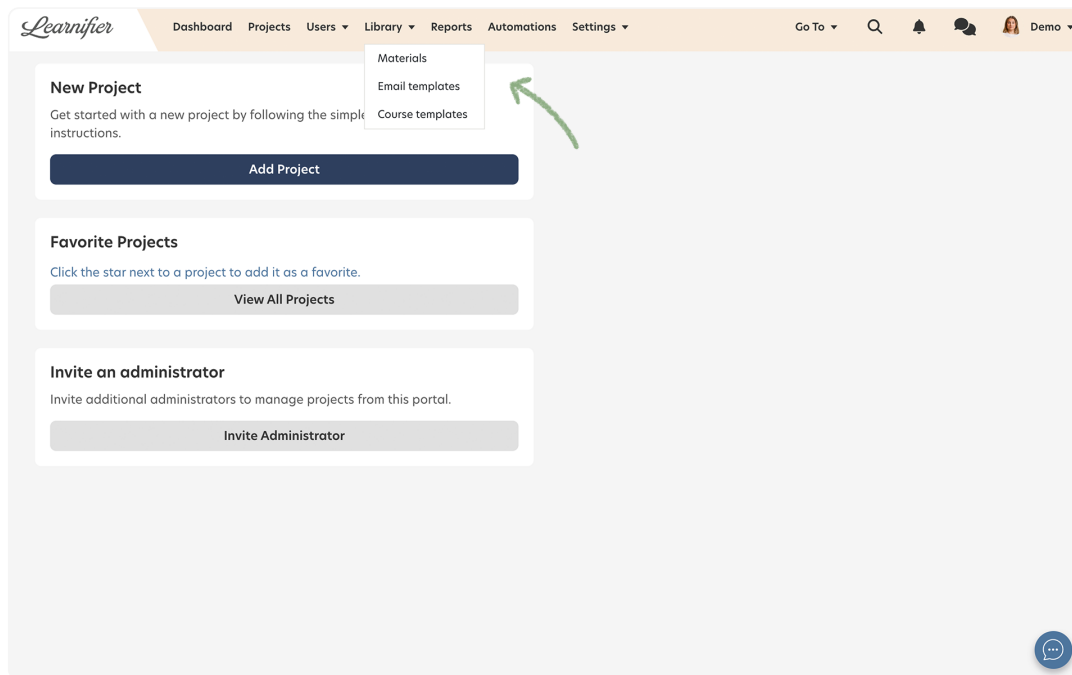 Learnifier
Dashboard Projects Users Library Reports Automations Settings Go To Demo
Materials
Email templates
Course templates
New Project
Get started with a new project by following the simple
instructions.
Add Project
Favorite Projects
Click the star next to a project to add it as a favorite.
View All Projects
Invite an administrator
Invite additional administrators to manage projects from this portal.
Invite Administrator